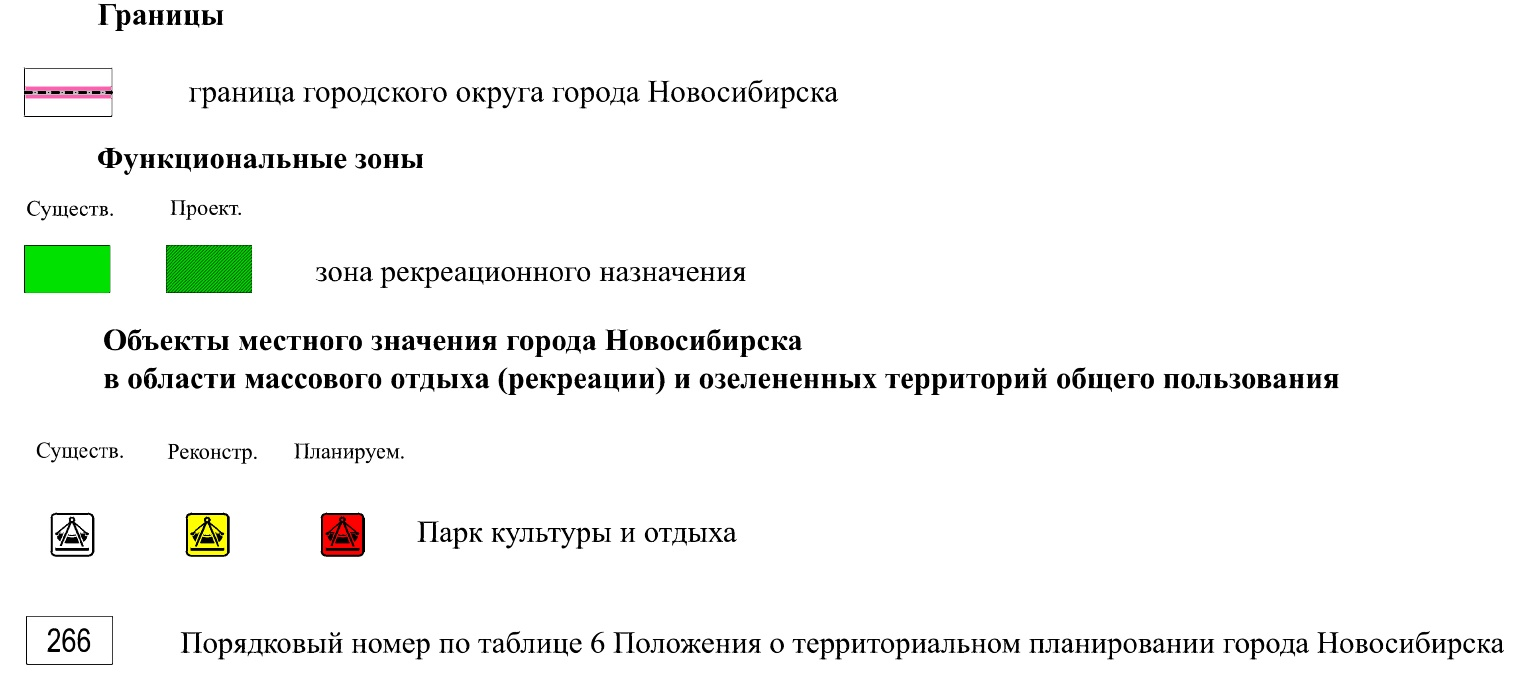 Границы
граница городского округа города Новосибирска
Функциональные зоны
Существ. Проект.
зона рекреационного назначения
Объекты местного значения города Новосибирска
в области массового отдыха (рекреации) и озелененных территорий общего пользования
Существ. Реконстр. Планируем.
Парк культуры и отдыха
266 Порядковый номер по таблице 6 Положения о территориальном планировании города Новосибирска